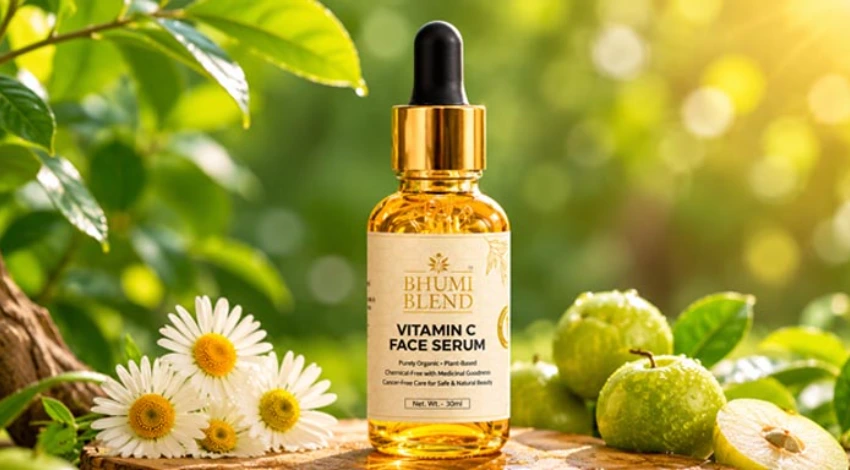 BHUMI
BLEND
VITAMIN C
FACE SERUM
Purely Organic • Plant-Based
Chemical-Free with Medicinal Goodness
Cancer-Free Care for Safe & Natural Beauty
Net. Wt.- 30ml